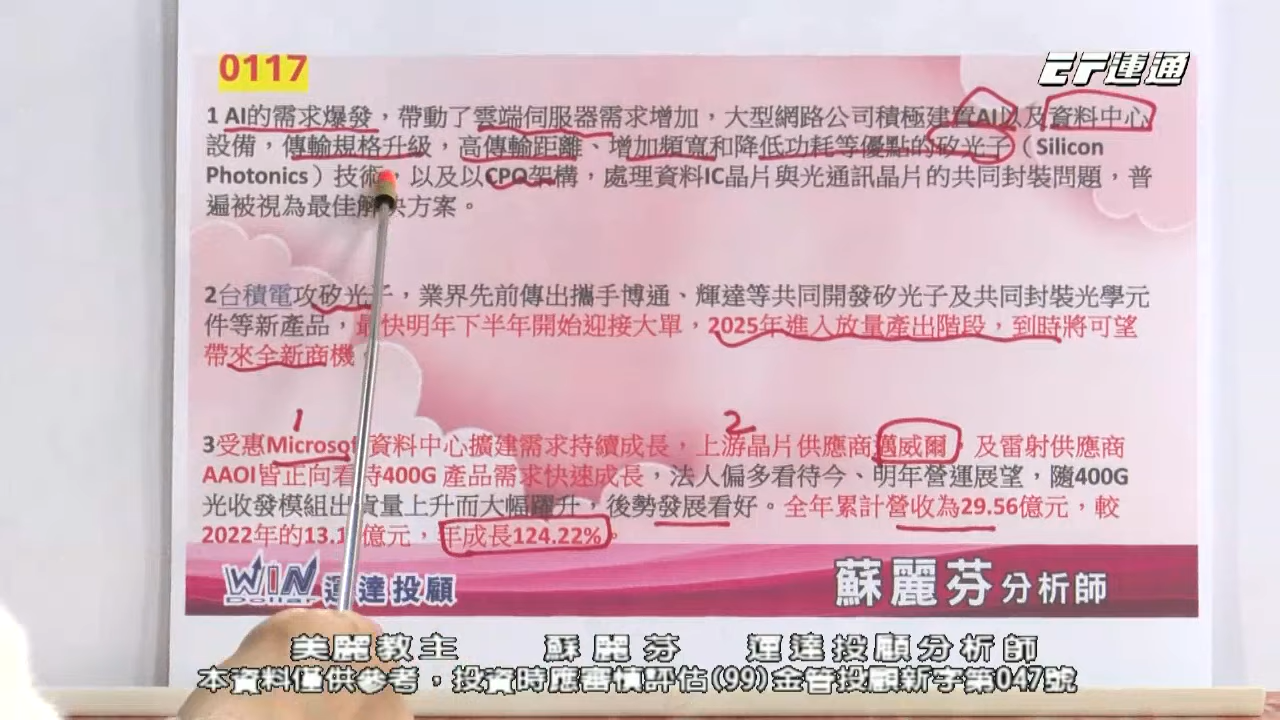 0117
EF運通
1 AI的需求爆發，帶動了雲端伺服器需求增加，大型網路公司積極建置AI以及資料中心
設備，傳輸規格升級，高傳輸距離、增加頻寬和降低功耗等優點的矽光子（Silicon
Photonics）技術，以及以CPO架構，處理資料IC晶片與光通訊晶片的共同封裝問題，普
遍被視為最佳解決方案。
2台積電攻矽光子，業界先前傳出攜手博通、輝達等共同開發矽光子及共同封裝光學元
件等新產品，最快明年下半年開始迎接大單，2025年進入放量產出階段，到時將可望
帶來全新商機
1 2
3受惠Microsoft資料中心擴建需求持續成長，上游晶片供應商邁威爾，及雷射供應商
AAOI皆正向看待400G 產品需求快速成長，法人偏多看待今、明年營運展望，隨400G
光收發模組出貨量上升而大幅躍升，後勢發展看好。全年累計營收為29.56億元，較
2022年的13.1 億元，年成長124.22%。
WIN Dollar 運達投顧 蘇麗芬分析師
美麗教主 蘇麗芬 運達投顧分析師
本資料僅供參考，投資時應審慎評估(99)金管投顧新字第047號